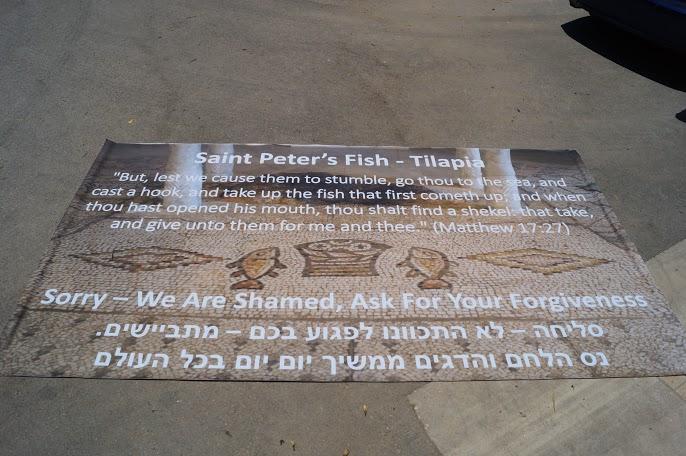 Saint Peter's Fish - Tilapia
"But, lest we cause them to stumble, go thou to the sea, and
cast a hook, and take up the fish that first cometh up; and when
thou hast opened his mouth, thou shalt find a shekel: that take,
and give unto them for me and thee." (Matthew 17:27)
Sorry – We Are Shamed, Ask For Your Forgiveness
סליחה – לא התכוונו לפגוע בכם – מתביישים.
נס הלחם והדגים ממשיך יום יום בכל העולם